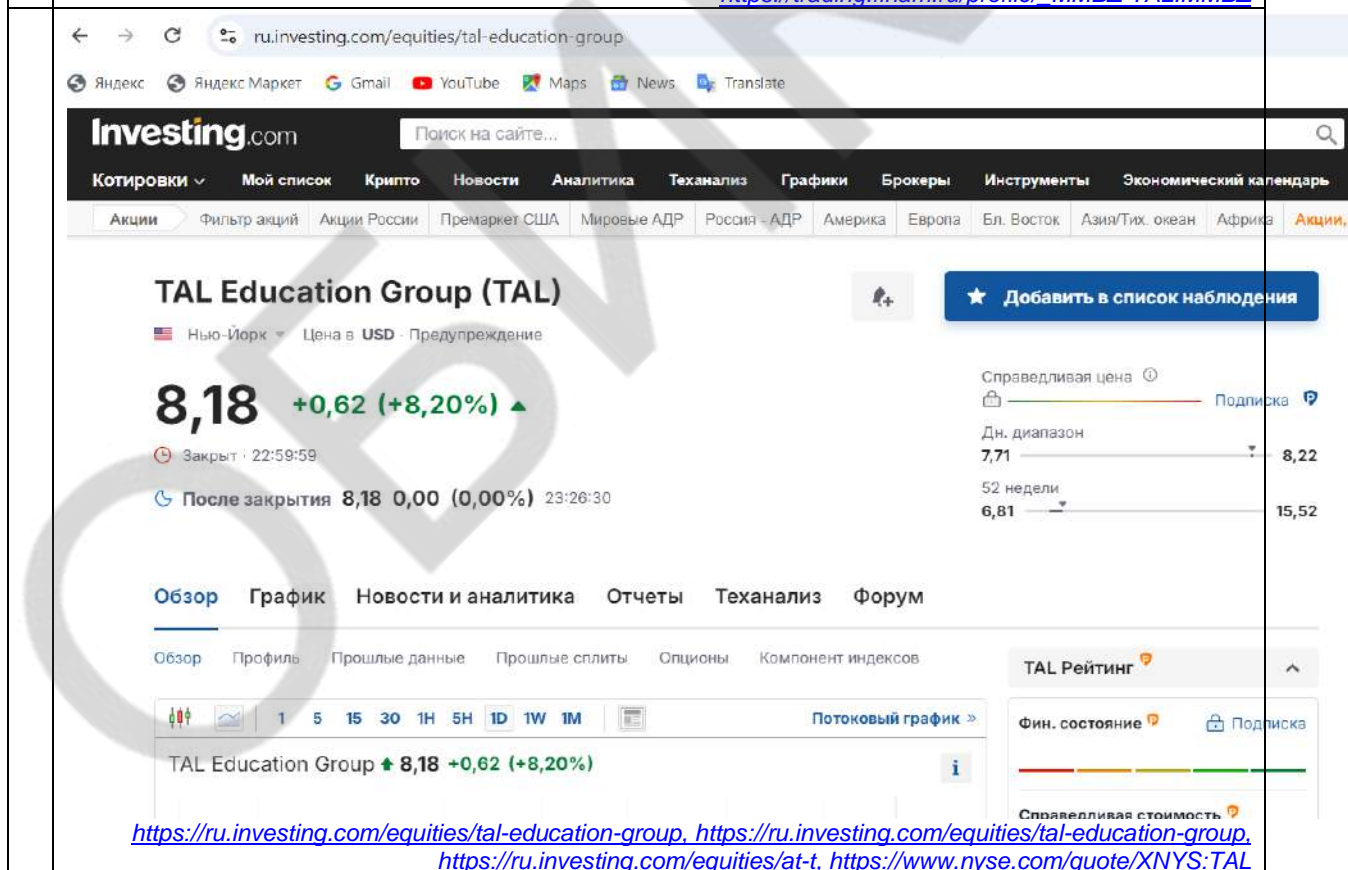 ru.investing.com/equities/tal-education-group
Яндекс Яндекс Маркет Gmail YouTube Maps News Translate
Investing.com Поиск на сайте...
Котировки Мой список Крипто Новости Аналитика Теханализ Графики Брокеры Инструменты Экономический календарь
Акции Фильтр акций Акции России Премаркет США Мировые АДР Россия - АДР Америка Европа Бл. Восток Азия/Тих. океан Африка Акции,
TAL Education Group (TAL) Добавить в список наблюдения
Нью-Йорк Цена в USD · Предупреждение
Справедливая цена
8,18 +0,62 (+8,20%) Подписка
Дн. диапазон
Закрыт · 22:59:59 7,71 8,22
52 недели
После закрытия 8,18 0,00 (0,00%) 23:26:30 6,81 15,52
Обзор График Новости и аналитика Отчеты Теханализ Форум
Обзор Профиль Прошлые данные Прошлые сплиты Опционы Компонент индексов TAL Рейтинг
1 5 15 30 1H 5H 1D 1W 1M Потоковый график » Фин. состояние Подписка
TAL Education Group 8,18 +0,62 (+8,20%) i
Справедливая стоимость
https://ru.investing.com/equities/tal-education-group, https://ru.investing.com/equities/tal-education-group,
https://ru.investing.com/equities/at-t, https://www.nyse.com/quote/XNYS:TAL